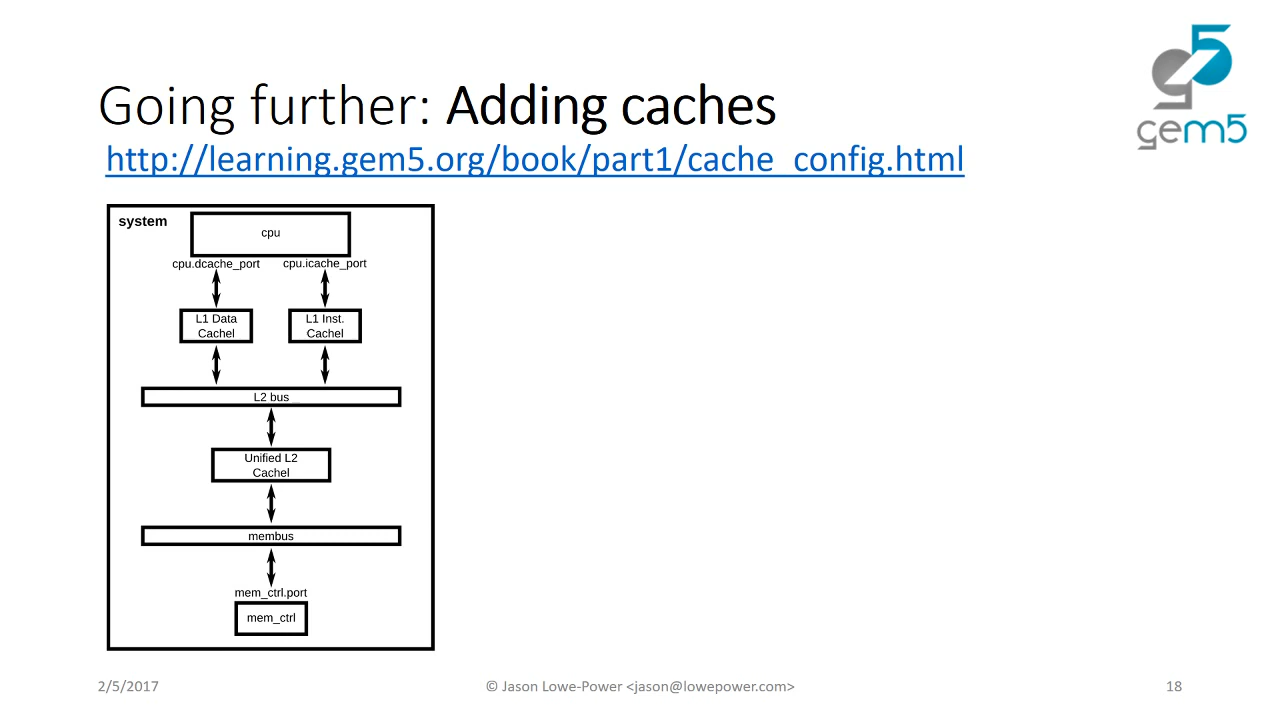 Going further: Adding caches
http://learning.gem5.org/book/part1/cache_config.html
gem5
system
cpu
cpu.dcache_port
cpu.icache_port
L1 Data
Cachel
L1 Inst.
Cachel
L2 bus
Unified L2
Cachel
membus
mem_ctrl.port
mem_ctrl
2/5/2017
© Jason Lowe-Power <jason@lowepower.com>
18